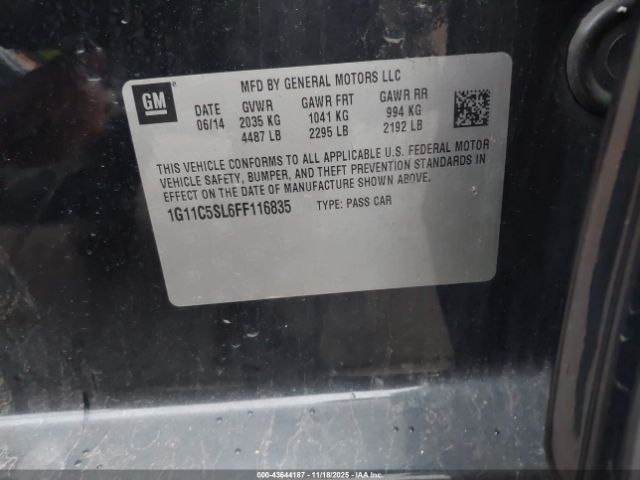 GM
®
MFD BY GENERAL MOTORS LLC
DATE GVWR GAWR FRT GAWR RR
06/14 2035 KG 1041 KG 994 KG
4487 LB 2295 LB 2192 LB
THIS VEHICLE CONFORMS TO ALL APPLICABLE U.S. FEDERAL MOTOR
VEHICLE SAFETY, BUMPER, AND THEFT PREVENTION STANDARDS IN
EFFECT ON THE DATE OF MANUFACTURE SHOWN ABOVE.
1G11C5SL6FF116835 TYPE: PASS CAR
000-43644187 - 11/18/2025 - IAAI.COM